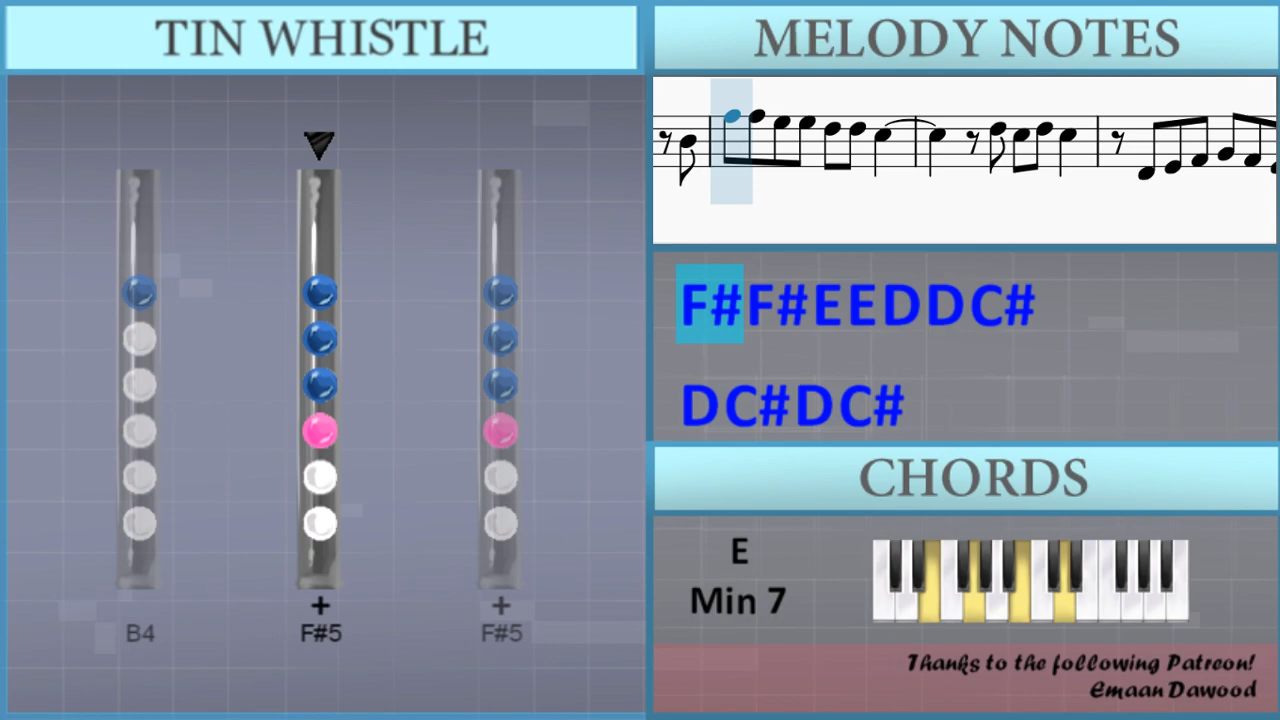 TIN WHISTLE
+
+
B4
F#5
F#5
MELODY NOTES
F#F#EEDDC#
DC#DC#
CHORDS
E
Min 7
Thanks to the following Patreon!
Emaan Dawood